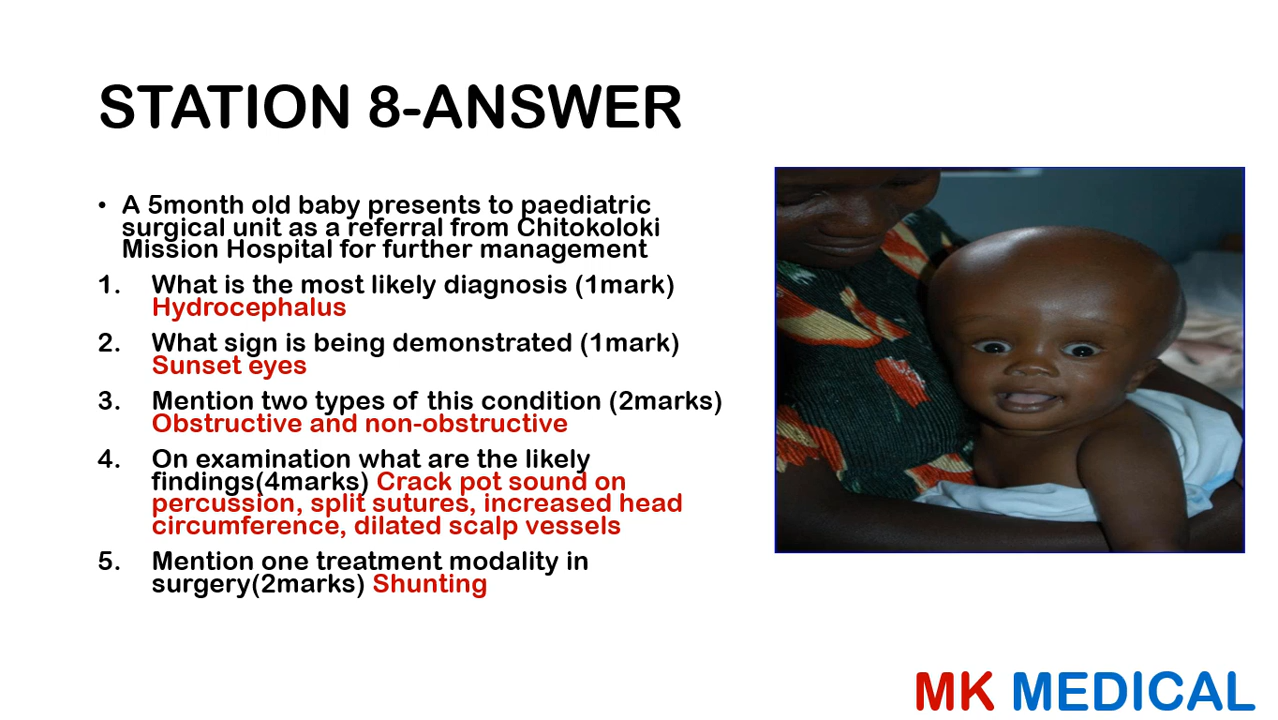 STATION 8-ANSWER
• A 5month old baby presents to paediatric
surgical unit as a referral from Chitokoloki
Mission Hospital for further management
1. What is the most likely diagnosis (1mark)
Hydrocephalus
2. What sign is being demonstrated (1mark)
Sunset eyes
3. Mention two types of this condition (2marks)
Obstructive and non-obstructive
4. On examination what are the likely
findings(4marks) Crack pot sound on
percussion, split sutures, increased head
circumference, dilated scalp vessels
5. Mention one treatment modality in
surgery(2marks) Shunting
MK MEDICAL